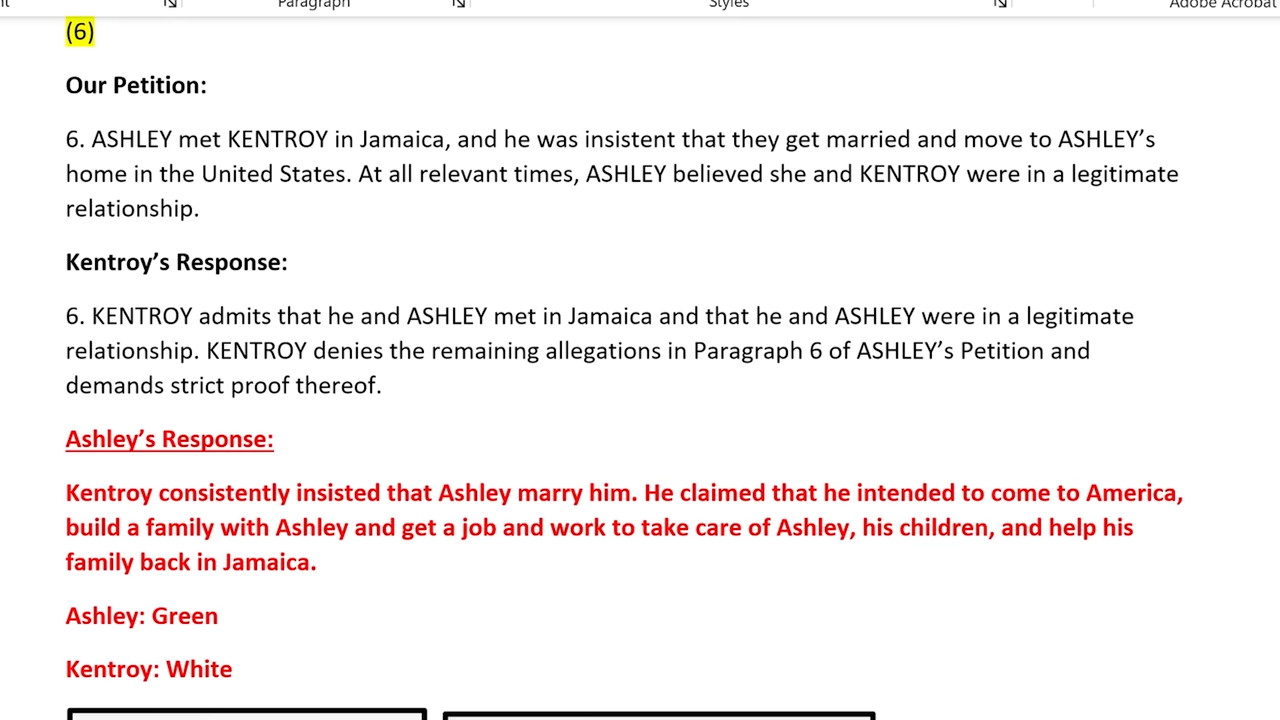 Paragraph
Styles
Adobe Acrobat
(6)
Our Petition:
6. ASHLEY met KENTROY in Jamaica, and he was insistent that they get married and move to ASHLEY’s
home in the United States. At all relevant times, ASHLEY believed she and KENTROY were in a legitimate
relationship.
Kentroy’s Response:
6. KENTROY admits that he and ASHLEY met in Jamaica and that he and ASHLEY were in a legitimate
relationship. KENTROY denies the remaining allegations in Paragraph 6 of ASHLEY’s Petition and
demands strict proof thereof.
Ashley’s Response:
Kentroy consistently insisted that Ashley marry him. He claimed that he intended to come to America,
build a family with Ashley and get a job and work to take care of Ashley, his children, and help his
family back in Jamaica.
Ashley: Green
Kentroy: White